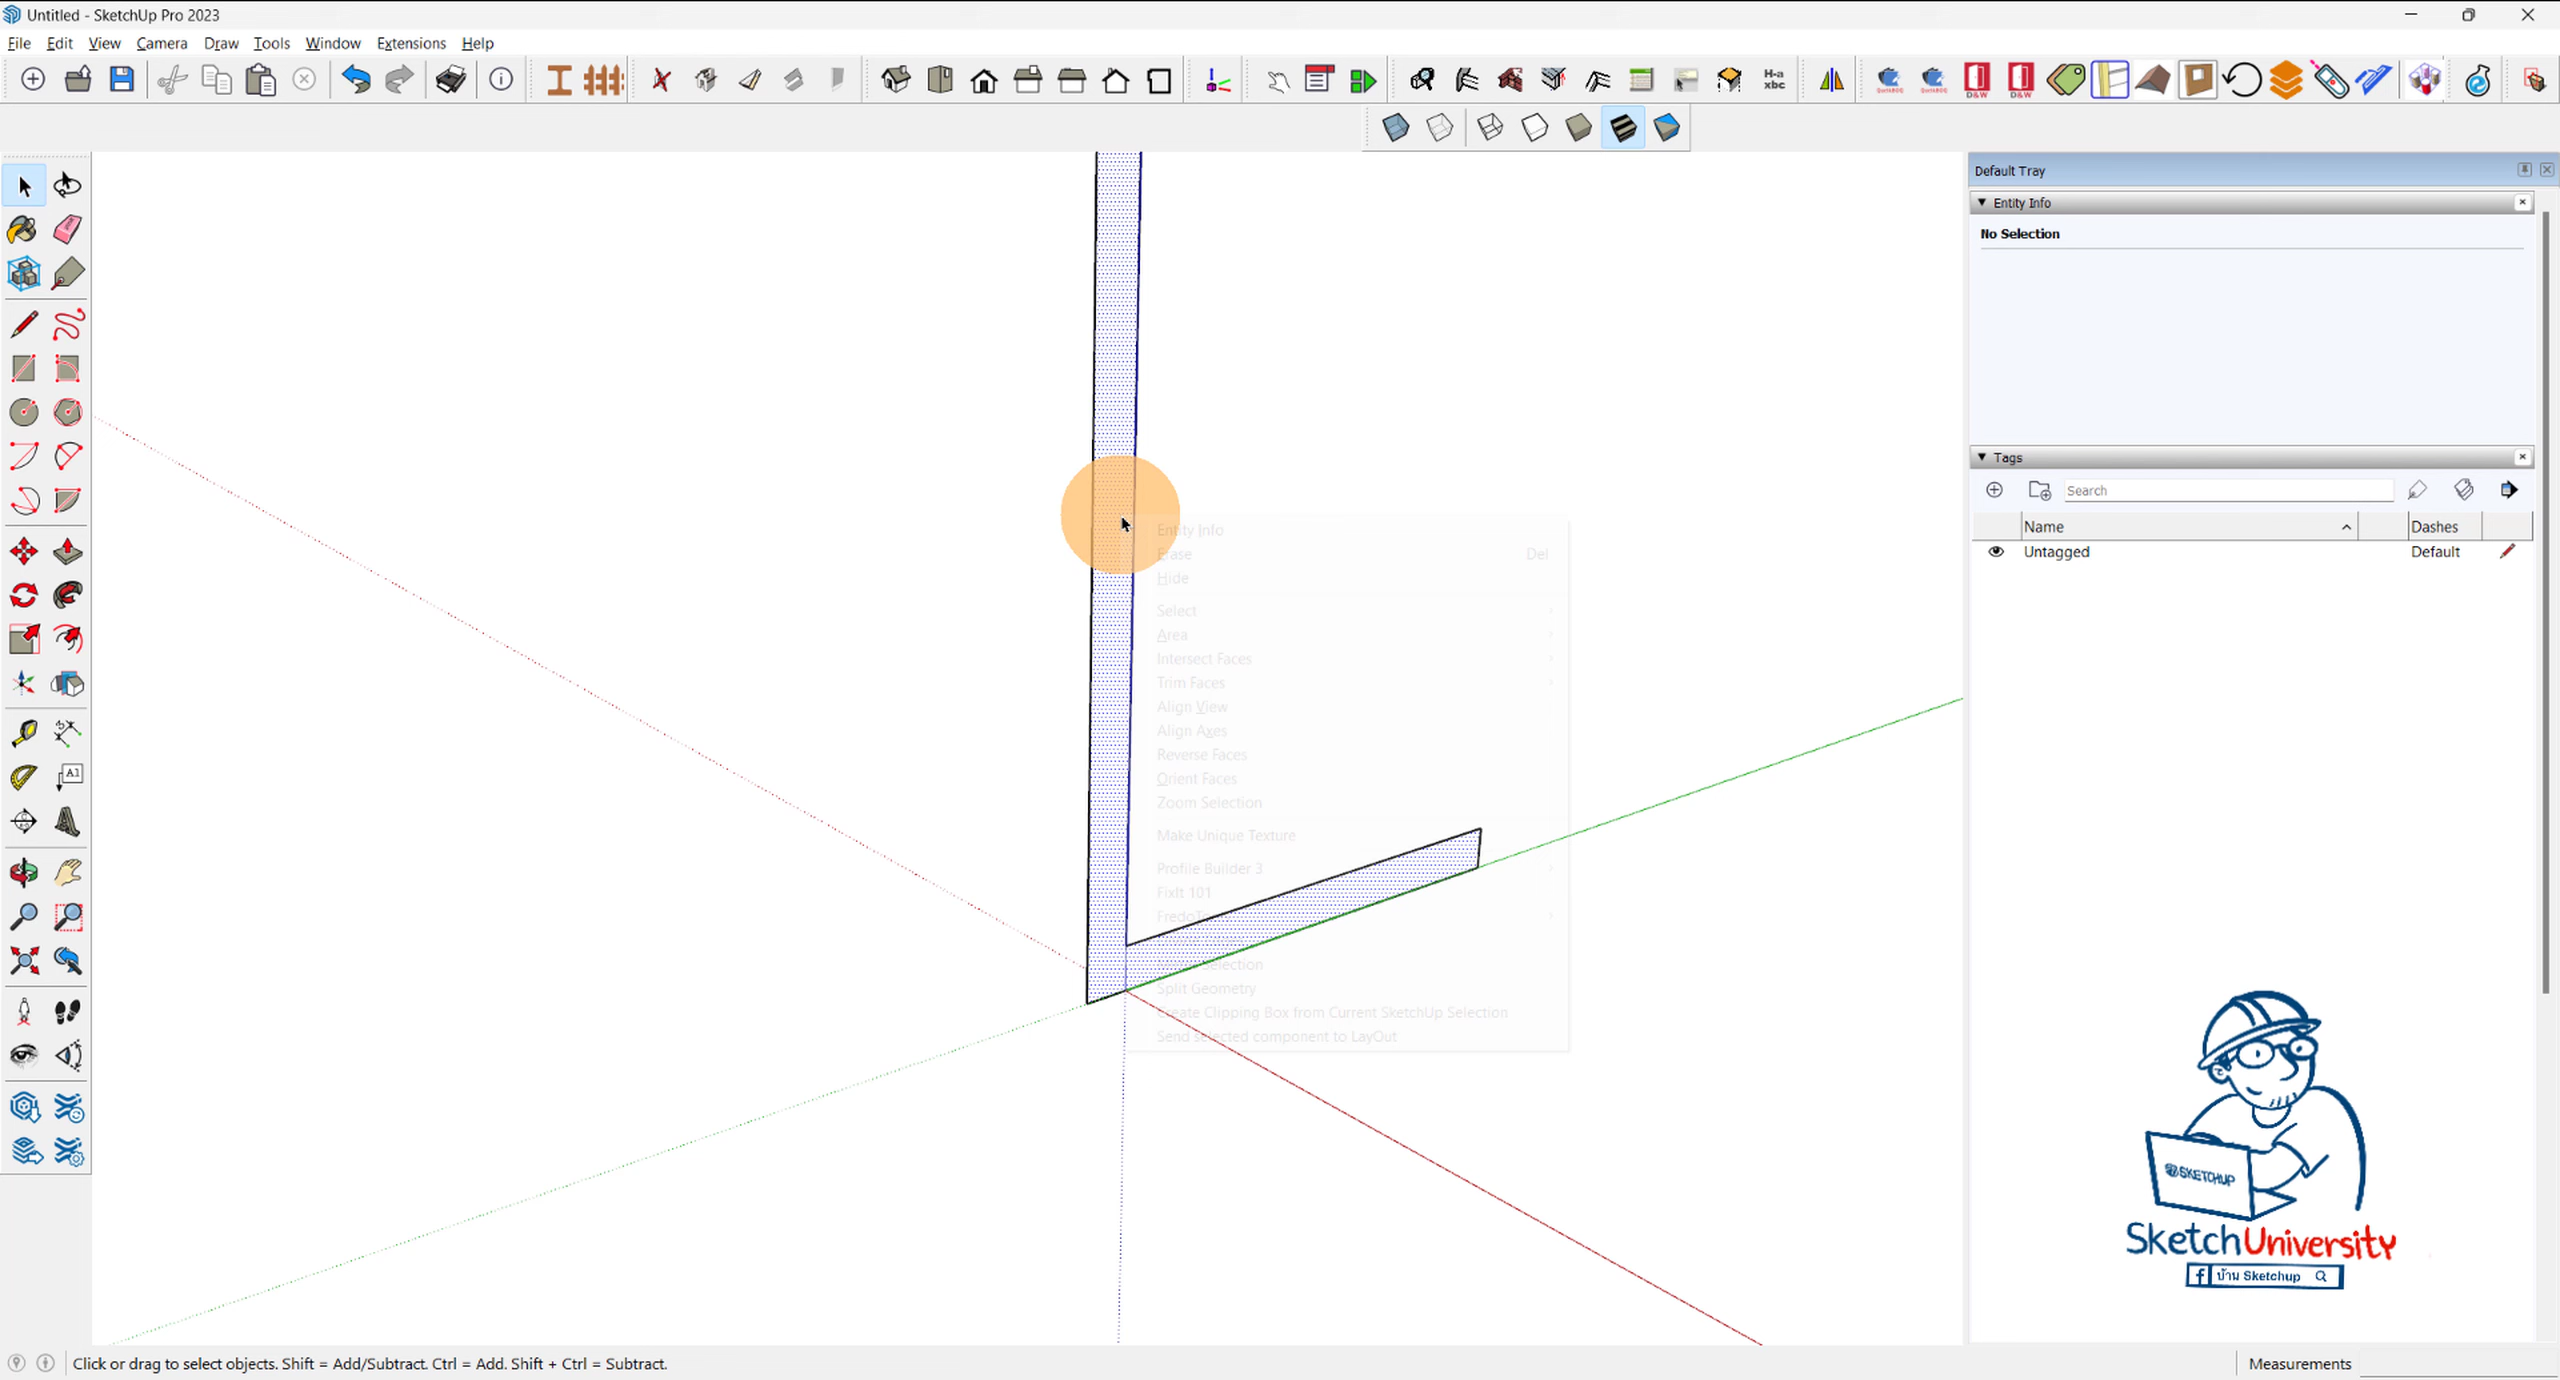 Untitled - SketchUp Pro 2023
File Edit View Camera Draw Tools Window Extensions Help
H-a
xbc
D&W
D&W
Default Tray
Entity Info
No Selection
Tags
Search
Name Dashes
Untagged Default
Entity Info
Erase Del
Hide
Select
Area
Intersect Faces
Trim Faces
Align View
Align Axes
Reverse Faces
Orient Faces
Zoom Selection
Make Unique Texture
Profile Builder 3
FixIt 101
Selection
Split Geometry
Create Clipping Box from Current SketchUp Selection
Send selected component to LayOut
A1
SKETCHUP
SketchUniversity
f บ้าน Sketchup
Click or drag to select objects. Shift = Add/Subtract. Ctrl = Add. Shift + Ctrl = Subtract.
Measurements